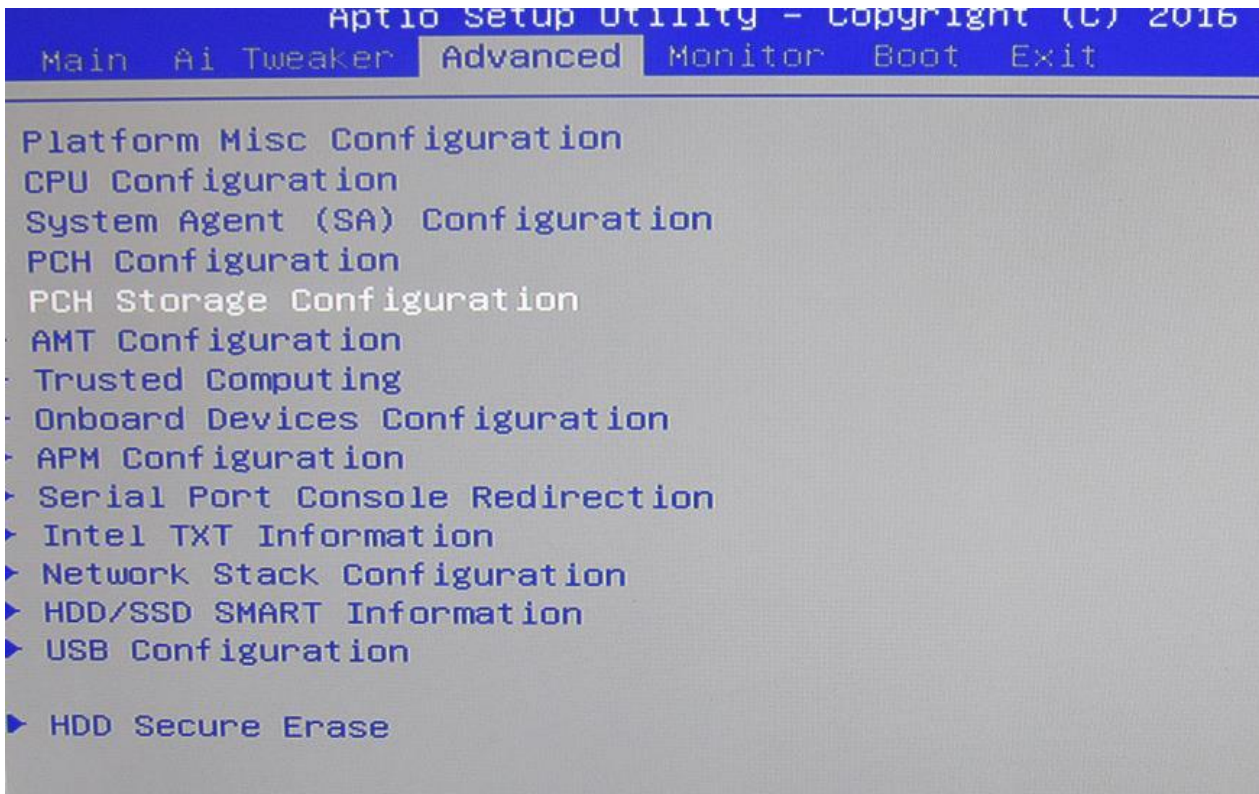 Aptio Setup Utility - Copyright (C) 2016
Main Ai Tweaker Advanced Monitor Boot Exit
Platform Misc Configuration
CPU Configuration
System Agent (SA) Configuration
PCH Configuration
PCH Storage Configuration
AMT Configuration
Trusted Computing
Onboard Devices Configuration
APM Configuration
Serial Port Console Redirection
Intel TXT Information
Network Stack Configuration
HDD/SSD SMART Information
USB Configuration
HDD Secure Erase